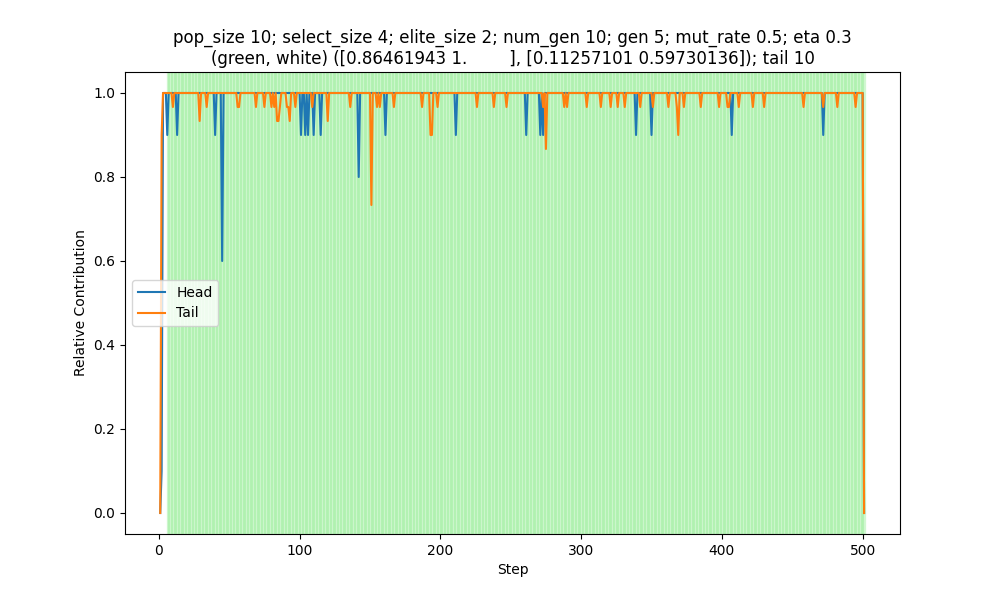 pop_size 10; select_size 4; elite_size 2; num_gen 10; gen 5; mut_rate 0.5; eta 0.3
(green, white) ([0.86461943 1.        ], [0.11257101 0.59730136]); tail 10
1.0
0.8
0.6
0.4
0.2
0.0
Relative Contribution
Head
Tail
0
100
200
300
400
500
Step